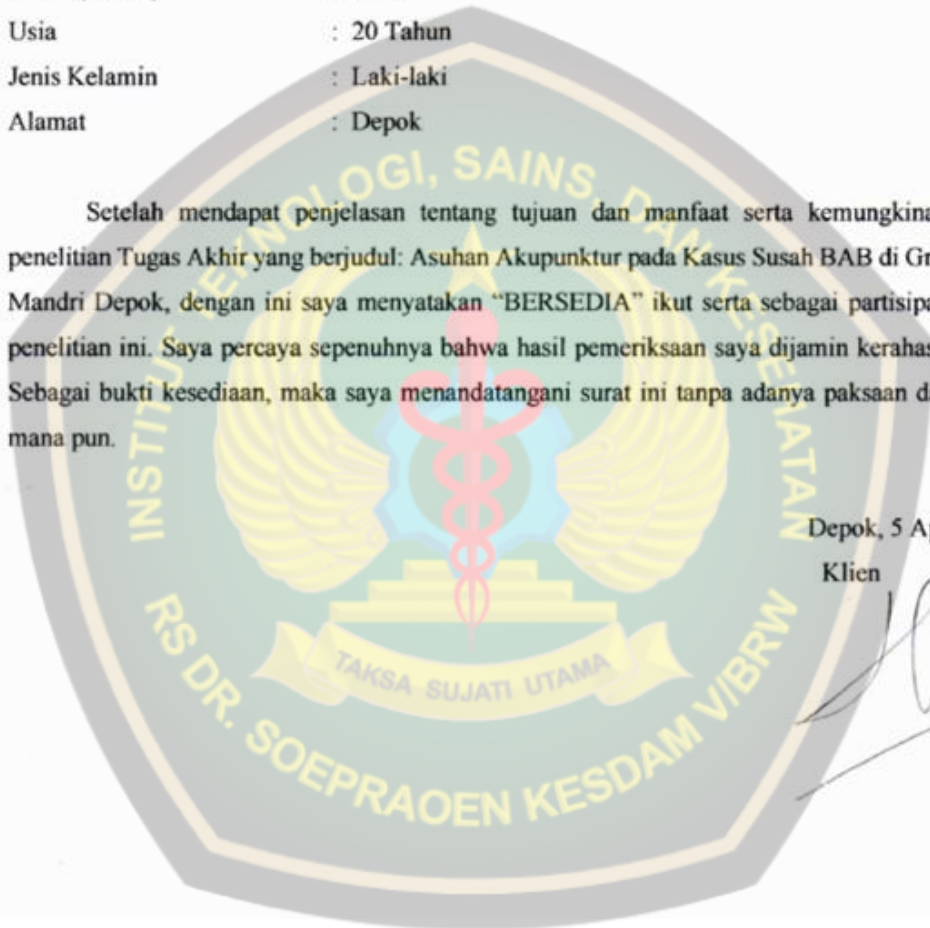 Usia : 20 Tahun
Jenis Kelamin : Laki-laki
Alamat : Depok
Setelah mendapat penjelasan tentang tujuan dan manfaat serta kemungkina
penelitian Tugas Akhir yang berjudul: Asuhan Akupunktur pada Kasus Susah BAB di Gr
Mandri Depok, dengan ini saya menyatakan “BERSEDIA” ikut serta sebagai partisipa
penelitian ini. Saya percaya sepenuhnya bahwa hasil pemeriksaan saya dijamin kerahas
Sebagai bukti kesediaan, maka saya menandatangani surat ini tanpa adanya paksaan da
mana pun.
Depok, 5 Ap
Klien
INSTITUT TEKNOLOGI, SAINS, DAN KESEHATAN
RS DR. SOEPRAOEN KESDAM V/BRW
TAKSA SUJATI UTAMA